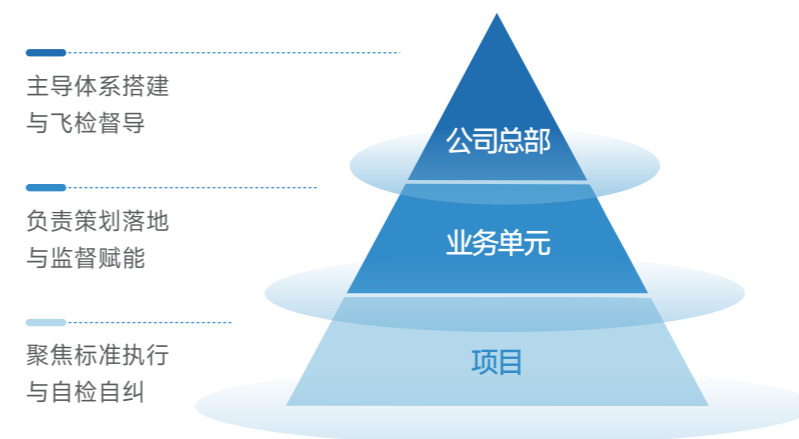 主导体系搭建
与飞检督导
公司总部
负责策划落地
与监督赋能
业务单元
聚焦标准执行
与自检自纠
项目